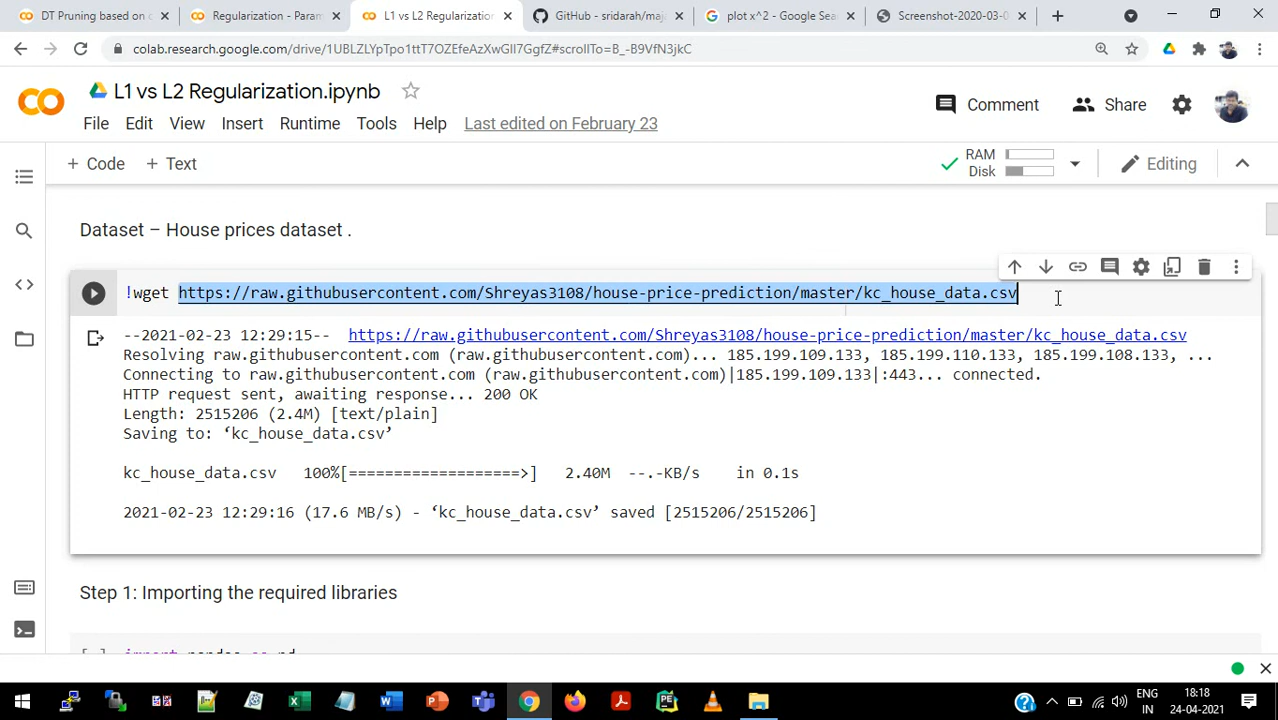 DT Pruning based on c
Regularization - Param
L1 vs L2 Regularization
GitHub - sridarah/maj
plot x^2 - Google Sea
Screenshot-2020-03-0
colab.research.google.com/drive/1UBLZLYpTpo1ttT7OZEfeAzXwGlI7GgfZ#scrollTo=B_-B9VfN3jkC
L1 vs L2 Regularization.ipynb
Comment
Share
File Edit View Insert Runtime Tools Help Last edited on February 23
+ Code + Text
RAM
Disk
Editing
Dataset – House prices dataset .
!wget https://raw.githubusercontent.com/Shreyas3108/house-price-prediction/master/kc_house_data.csv
--2021-02-23 12:29:15-- https://raw.githubusercontent.com/Shreyas3108/house-price-prediction/master/kc_house_data.csv
Resolving raw.githubusercontent.com (raw.githubusercontent.com)... 185.199.109.133, 185.199.110.133, 185.199.108.133, ...
Connecting to raw.githubusercontent.com (raw.githubusercontent.com)|185.199.109.133|:443... connected.
HTTP request sent, awaiting response... 200 OK
Length: 2515206 (2.4M) [text/plain]
Saving to: ‘kc_house_data.csv’
kc_house_data.csv 100%[===================>] 2.40M --.-KB/s in 0.1s
2021-02-23 12:29:16 (17.6 MB/s) - ‘kc_house_data.csv’ saved [2515206/2515206]
Step 1: Importing the required libraries
[ ] import pandas as pd
ENG
IN
18:18
24-04-2021